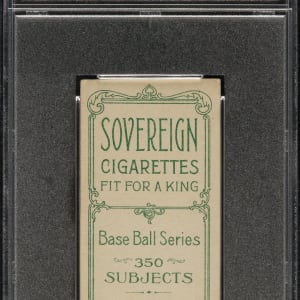 SOVEREIGN
CIGARETTES
FIT FOR A KING
Base Ball Series
350
SUBJECTS